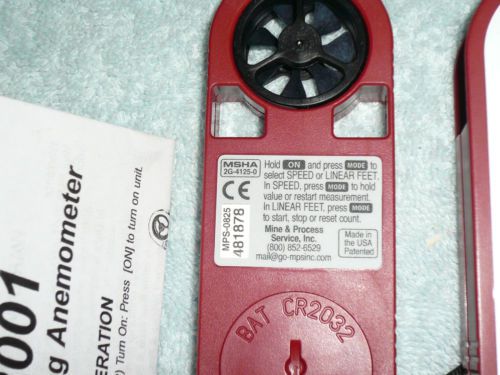 MSHA
2G-4125-0
Hold ON and press MODE to
select SPEED or LINEAR FEET.
In SPEED, press MODE to hold
value or restart measurement.
In LINEAR FEET, press MODE
to start, stop or reset count.
CE
MPS-0825
481878
Mine & Process
Service, Inc.
(800) 852-6529
mail@go-mpsinc.com
Made in
the USA
Patented
BAT CR2032
001
g Anemometer
ERATION
) Turn On: Press [ON] to turn on unit.